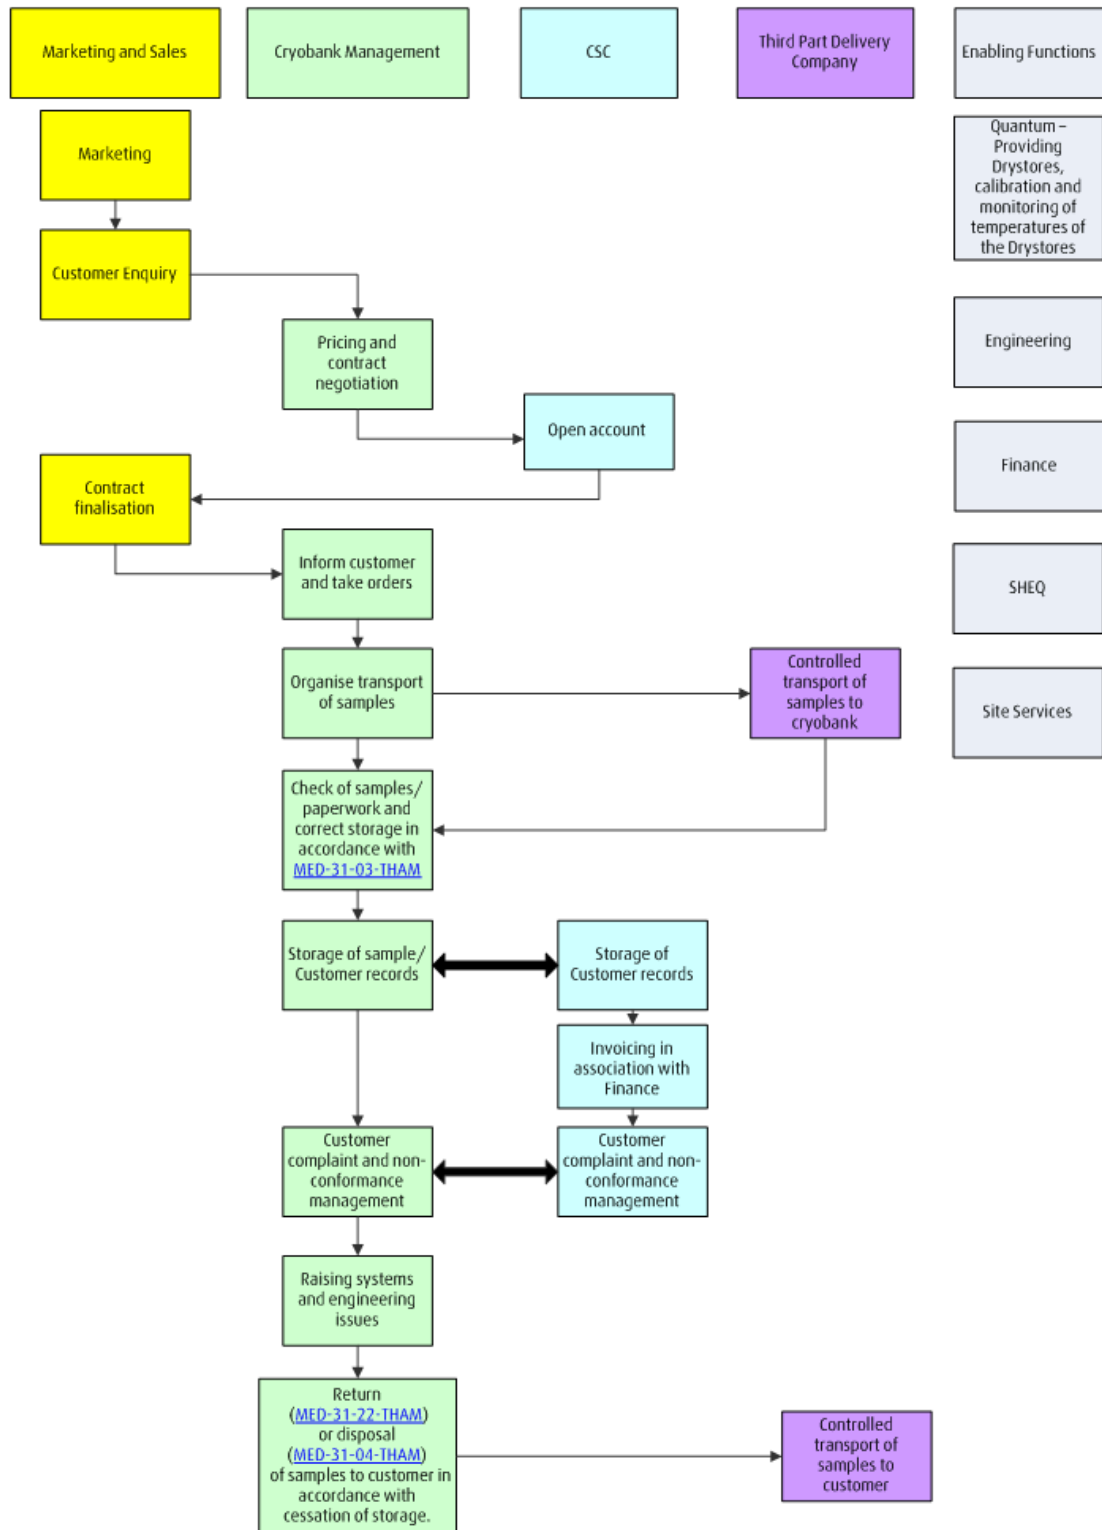 Marketing and Sales
Cryobank Management
CSC
Third Part Delivery
Company
Enabling Functions
Marketing
Quantum –
Providing Drystores,
calibration and
monitoring of
temperatures of
the Drystores
Customer Enquiry
Pricing and
contract
negotiation
Engineering
Open account
Finance
Contract
finalisation
Inform customer
and take orders
SHEQ
Organise transport
of samples
Controlled
transport of
samples to
cryobank
Site Services
Check of samples/
paperwork and
correct storage in
accordance with
MED-31-03-THAM
Storage of sample/
Customer records
Storage of
Customer records
Invoicing in
association with
Finance
Customer
complaint and non-
conformance
management
Customer
complaint and non-
conformance
management
Raising systems
and engineering
issues
Return
(MED-31-22-THAM)
or disposal
(MED-31-04-THAM)
of samples to customer in
accordance with
cessation of storage.
Controlled
transport of
samples to
customer